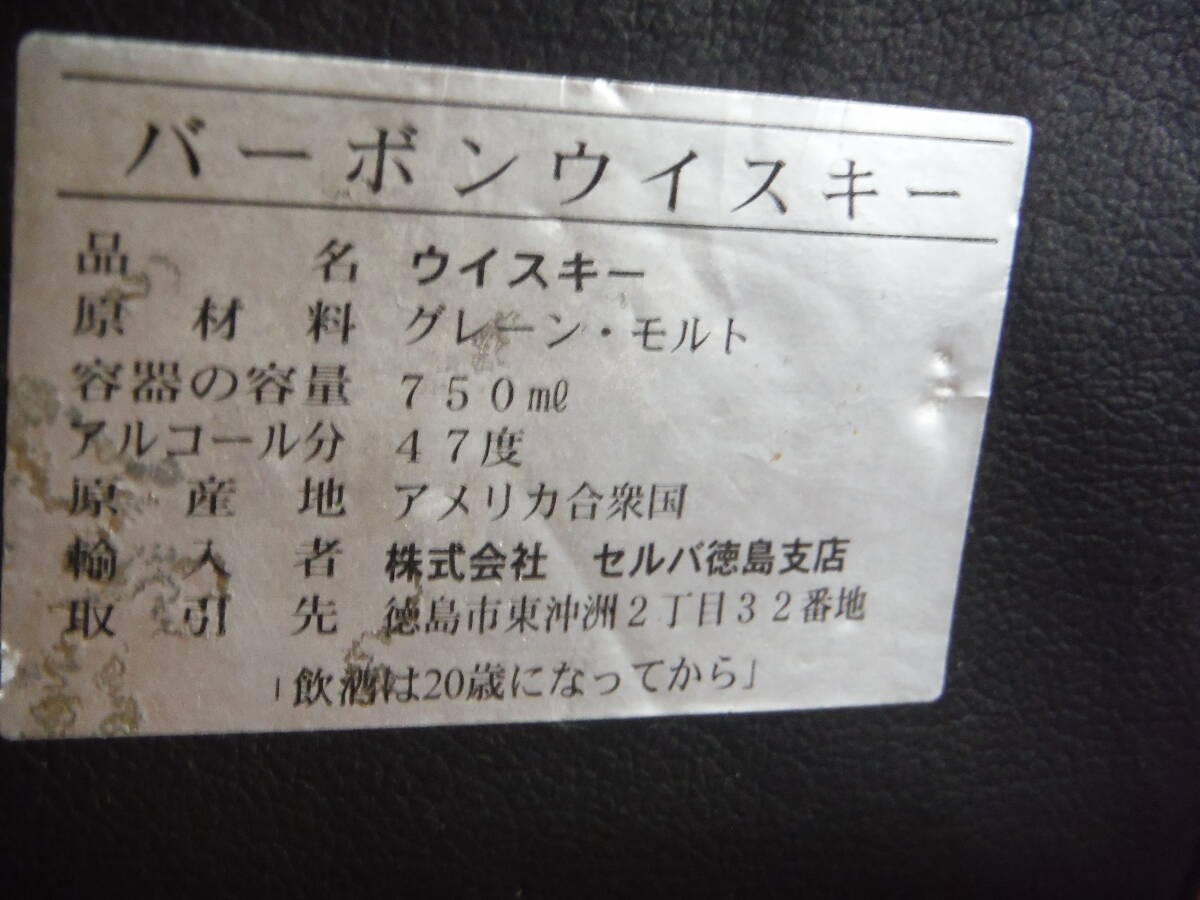 バーボンウイスキー
品名 ウイスキー
原材料 グレーン・モルト
容器の容量 750㎖
アルコール分 47度
原産地 アメリカ合衆国
輸入者 株式会社 セルバ徳島支店
取引先 徳島市東沖洲2丁目32番地
「飲酒は20歳になってから」